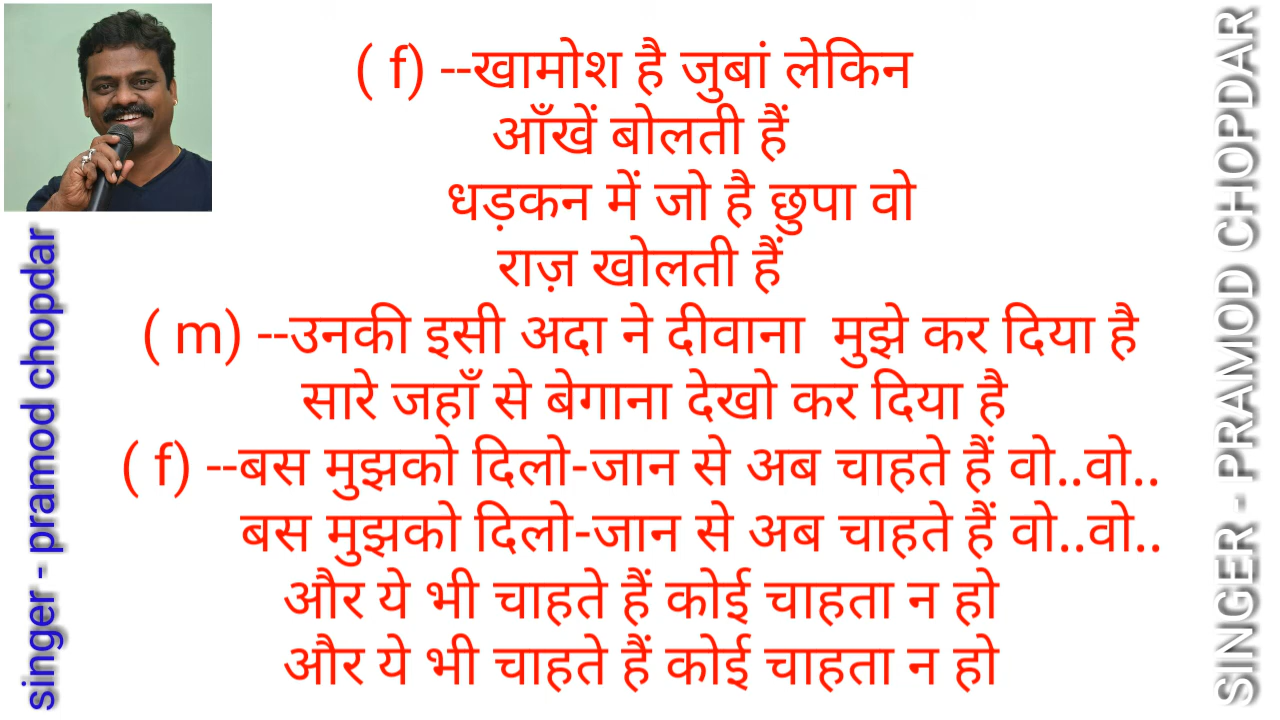 ( f) --खामोश है जुबां लेकिन
आँखें बोलती हैं
धड़कन में जो है छुपा वो
राज़ खोलती हैं
( m) --उनकी इसी अदा ने दीवाना  मुझे कर दिया है
सारे जहाँ से बेगाना देखो कर दिया है
( f) --बस मुझको दिलो-जान से अब चाहते हैं वो..वो..
बस मुझको दिलो-जान से अब चाहते हैं वो..वो..
और ये भी चाहते हैं कोई चाहता न हो
और ये भी चाहते हैं कोई चाहता न हो
singer - pramod chopdar
SINGER - PRAMOD CHOPDAR